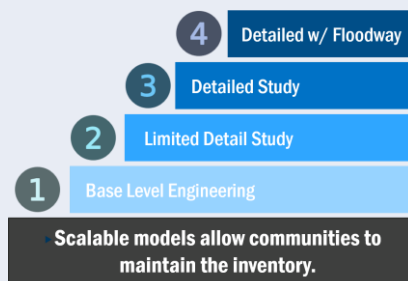 4 Detailed w/ Floodway
3 Detailed Study
2 Limited Detail Study
1 Base Level Engineering
Scalable models allow communities to
maintain the inventory.